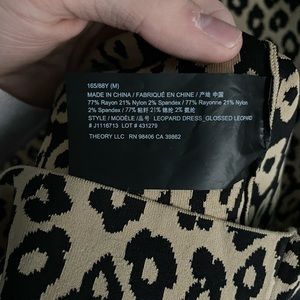 165/88Y (M)
MADE IN CHINA / FABRIQUÉ EN CHINE / 产地 中国
77% Rayon 21% Nylon 2% Spandex / 77% Rayonne 21% Nylon
2% Spandex / 77% 粘纤 21% 锦纶 2% 氨纶
STYLE / MODÈLE / 品号 LEOPARD DRESS_GLOSSED LEOPARD
# J1116713 LOT # 431279
THEORY LLC RN 98406 CA 39862